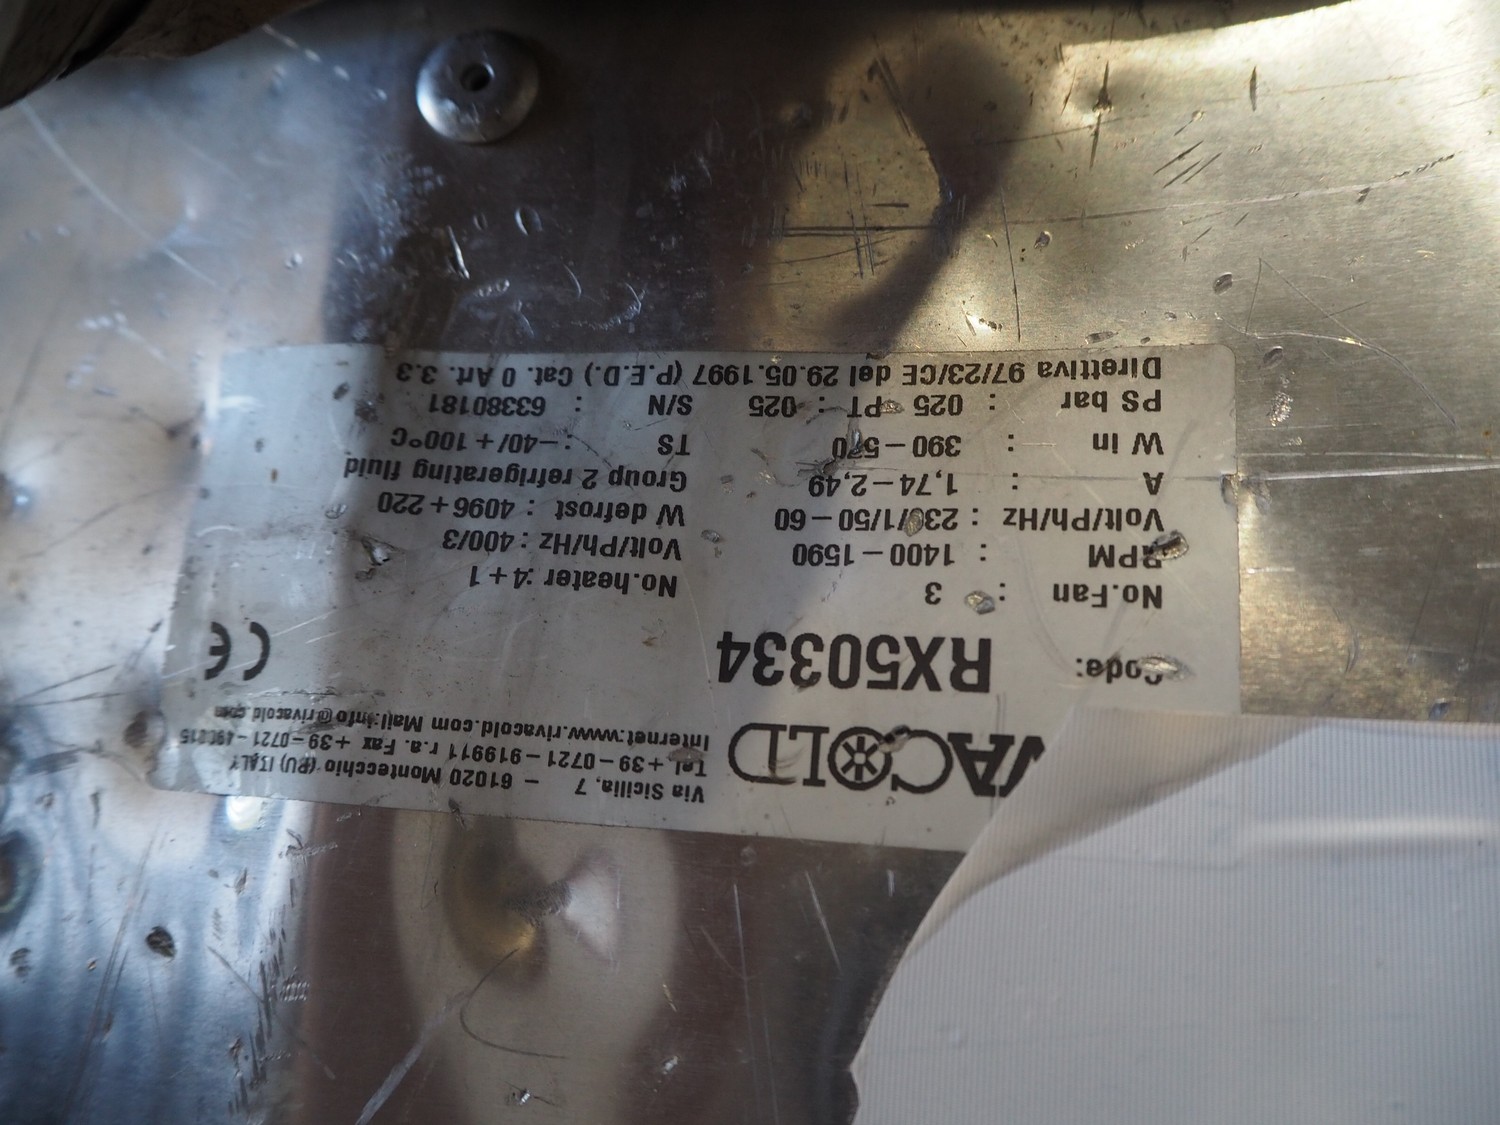 VACOLD
Via Sicilia, 7 – 61020 Montecchio (PU) ITALY
Tel +39–0721–919911 r.a. Fax +39–0721–490015
Internet:www.rivacold.com Mail:info@rivacold.com
Code: RX50334 CE
No.Fan : 3
RPM : 1400–1590
Volt/Ph/Hz : 230/1/50–60
A : 1,74–2,49
W in : 390–570
PS bar : 025 PT : 025
No.heater : 4+1
Volt/Ph/Hz : 400/3
W defrost : 4096+220
Group 2 refrigerating fluid
TS : –40/+100°C
S/N : 63380181
Direttiva 97/23/CE del 29.05.1997 (P.E.D.) Cat. 0 Art. 3.3